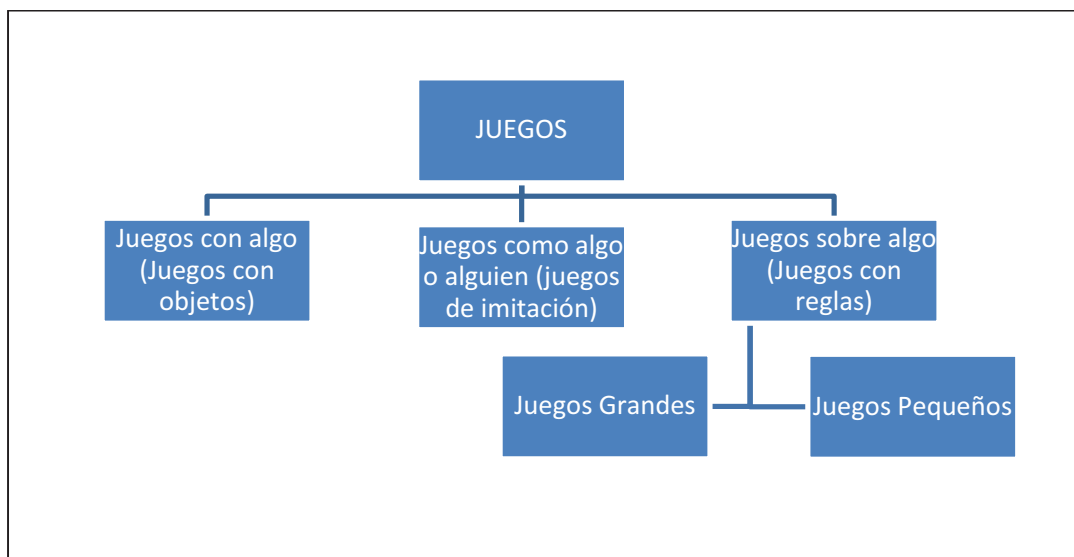 JUEGOS
Juegos con algo
(Juegos con
objetos)
Juegos como algo
o alguien (juegos
de imitación)
Juegos sobre algo
(Juegos con
reglas)
Juegos Grandes
Juegos Pequeños